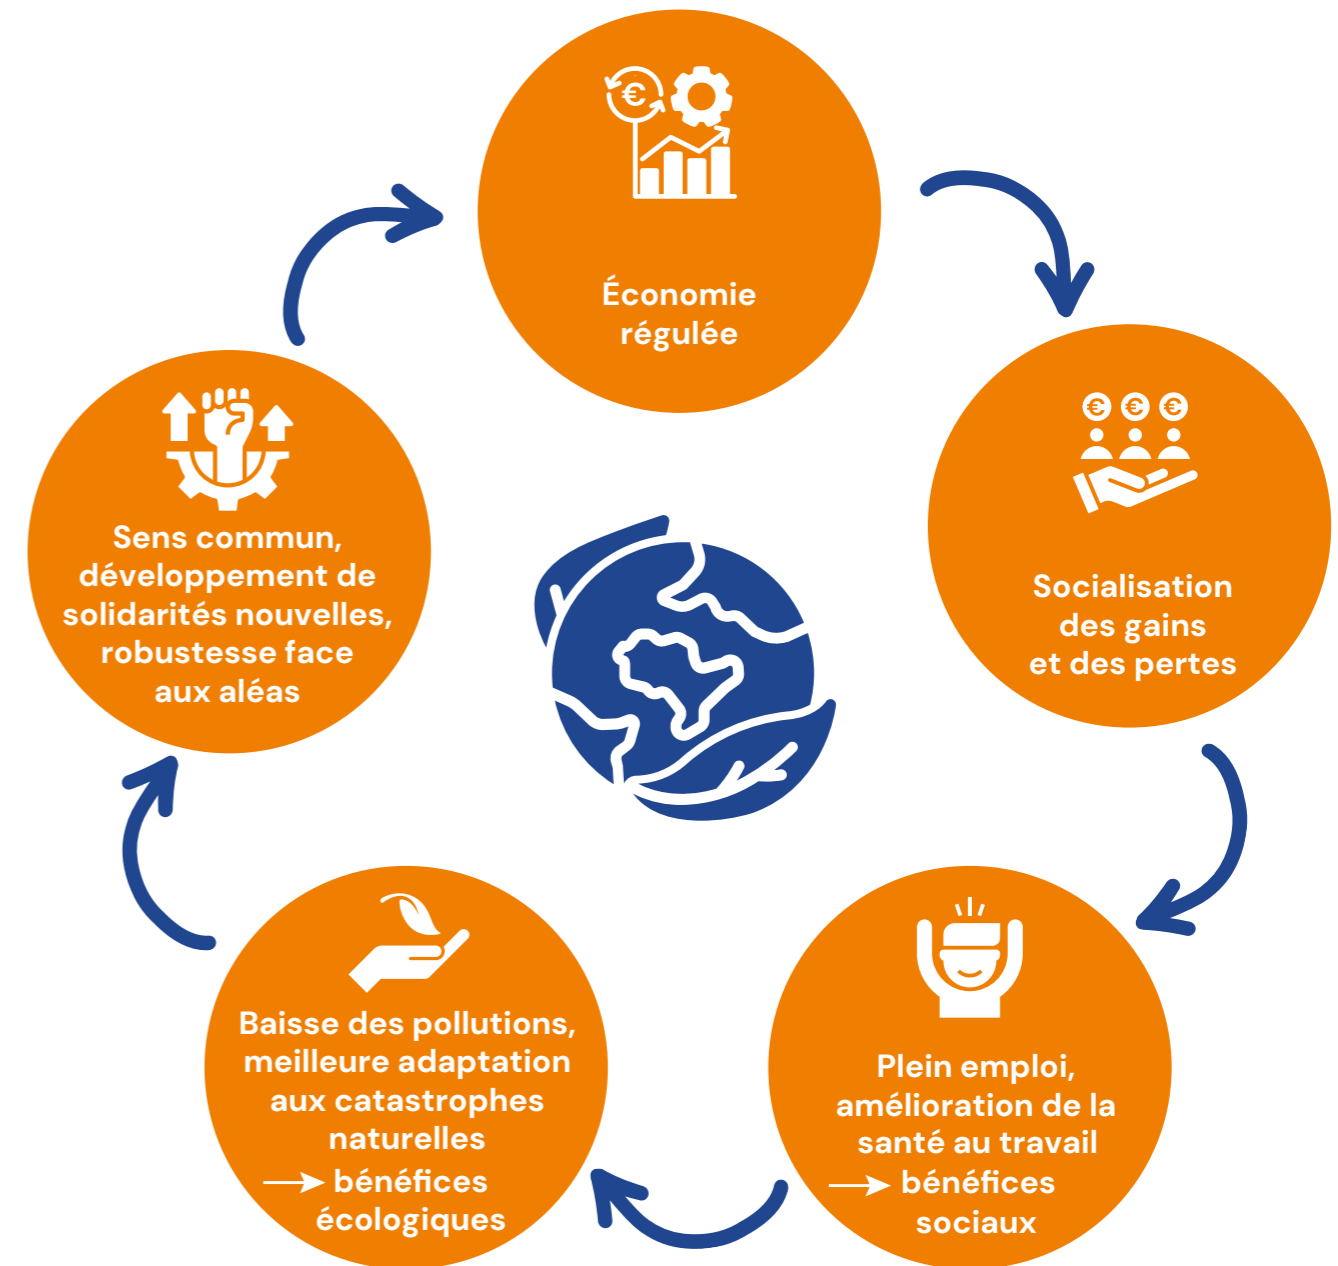 €
Économie
régulée
€ € €
Socialisation
des gains
et des pertes
Plein emploi,
amélioration de la
santé au travail
→ bénéfices
sociaux
Baisse des pollutions,
meilleure adaptation
aux catastrophes
naturelles
→ bénéfices
écologiques
Sens commun,
développement de
solidarités nouvelles,
robustesse face
aux aléas